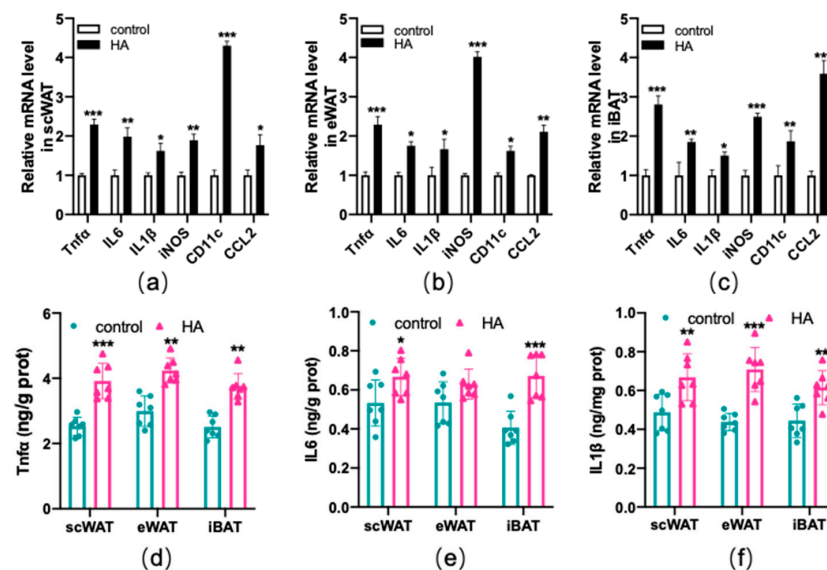 Relative mRNA level
in scWAT
5
4
3
2
1
0
control
HA
***
**
*
**
***
*
Tnfα
IL6
IL1β
iNOS
CD11c
CCL2
(a)
Relative mRNA level
in eWAT
5
4
3
2
1
0
control
HA
***
*
*
***
*
**
Tnfα
IL6
IL1β
iNOS
CD11c
CCL2
(b)
Relative mRNA level
in iBAT
5
4
3
2
1
0
control
HA
***
**
*
***
**
**
Tnfα
IL6
IL1β
iNOS
CD11c
CCL2
(c)
Tnfα (ng/g prot)
6
4
2
0
control
HA
***
**
**
scWAT
eWAT
iBAT
(d)
IL6 (ng/g prot)
1.0
0.8
0.6
0.4
0.2
0.0
control
HA
*
***
scWAT
eWAT
iBAT
(e)
IL1β (ng/mg prot)
1.0
0.8
0.6
0.4
0.2
0.0
control
HA
**
***
**
scWAT
eWAT
iBAT
(f)